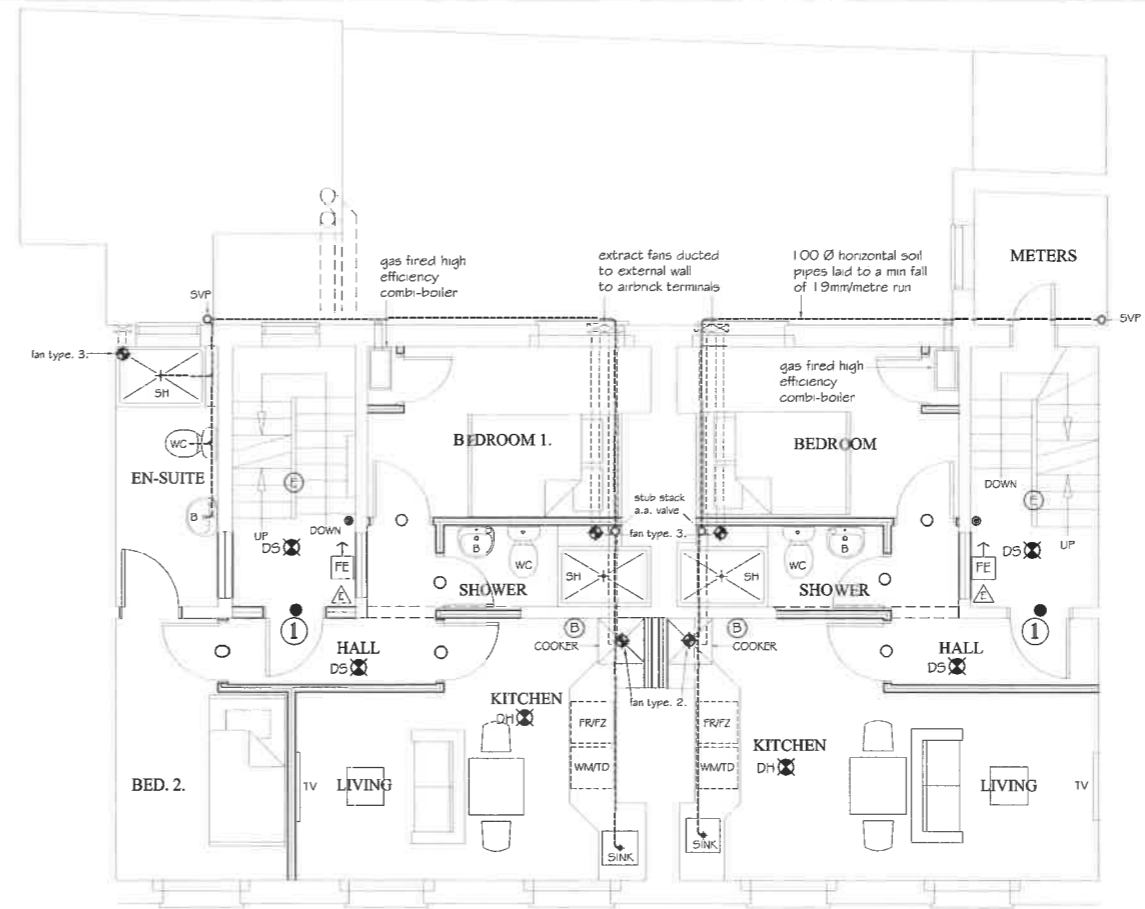 gas fired high
efficiency
combi-boiler
extract fans ducted
to external wall
to airbrick terminals
100 Ø horizontal soil
pipes laid to a min fall
of 19mm/metre run
METERS
SVP
SVP
fan type. 3.
SH
gas fired high
efficiency
combi-boiler
WC
EN-SUITE
B
BEDROOM 1.
BEDROOM
E
E
stub stack
a.a. valve
fan type. 3.
UP
DOWN
DS
FE
E
B
WC
SH
SHOWER
SH
WC
B
SHOWER
DOWN
UP
DS
FE
E
1
1
HALL
DS
B
COOKER
B
COOKER
HALL
DS
fan type. 2.
KITCHEN
DH
FR/FZ
WM/TD
FR/FZ
WM/TD
KITCHEN
DH
BED. 2.
TV
LIVING
LIVING
TV
SINK
SINK